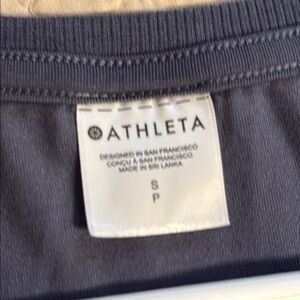 ATHLETA
DESIGNED IN SAN FRANCISCO
CONÇU À SAN FRANCISCO
MADE IN SRI LANKA
S
P